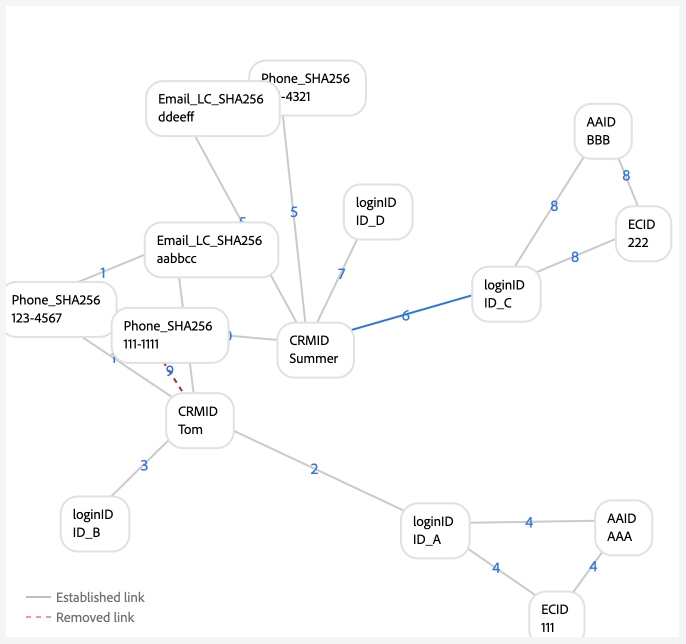 Phone_SHA256
-4321
Email_LC_SHA256
ddeeff
AAID
BBB
8
5
8
loginID
ID_D
5
ECID
222
Email_LC_SHA256
aabbcc
8
1
7
loginID
ID_C
Phone_SHA256
123-4567
6
Phone_SHA256
111-1111
CRMID
Summer
9
CRMID
Tom
3
2
loginID
ID_B
loginID
ID_A
4
AAID
AAA
4
4
ECID
111
Established link
Removed link